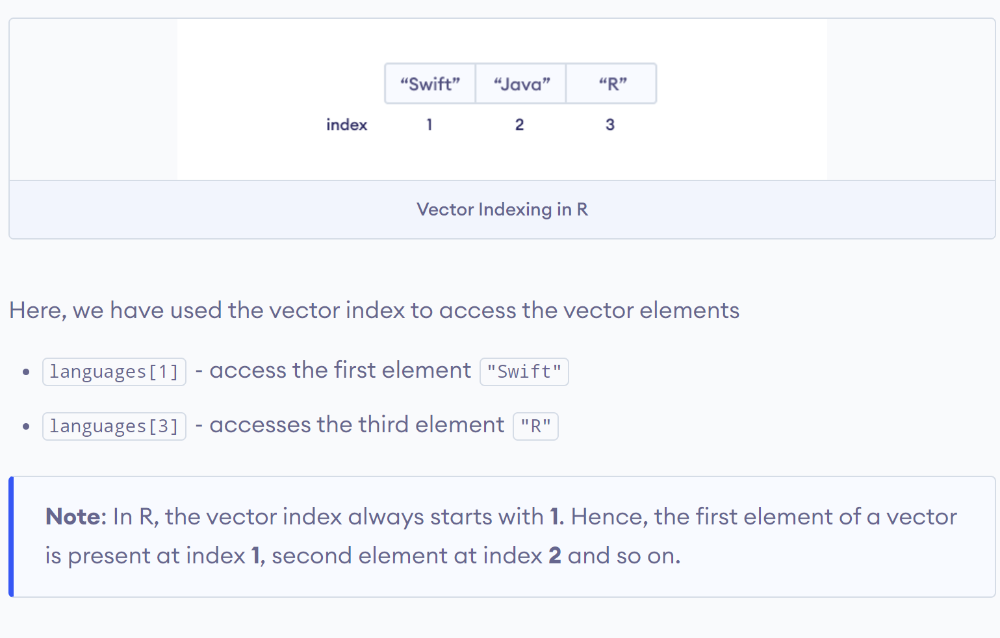 “Swift” “Java” “R”
index 1 2 3
Vector Indexing in R
Here, we have used the vector index to access the vector elements
• languages[1] - access the first element "Swift"
• languages[3] - accesses the third element "R"
Note: In R, the vector index always starts with 1. Hence, the first element of a vector
is present at index 1, second element at index 2 and so on.